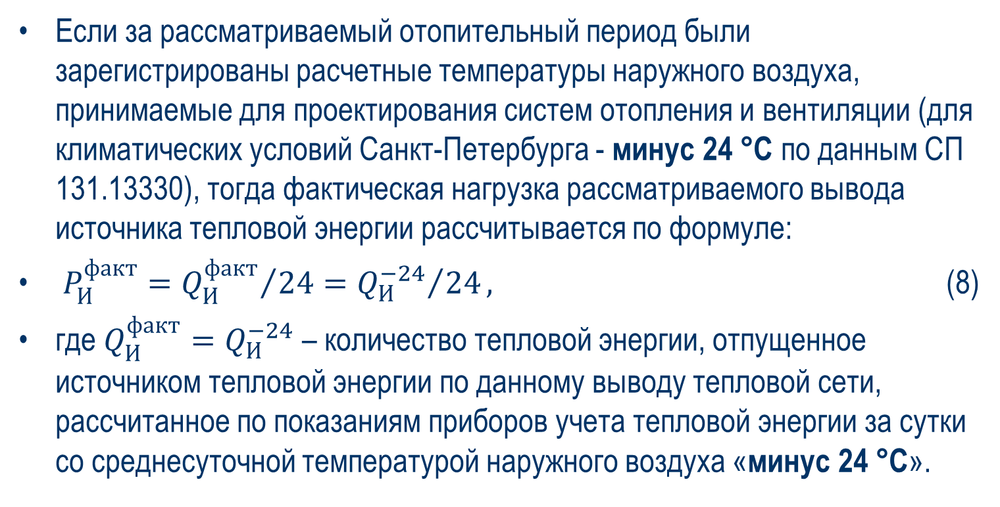 • Если за рассматриваемый отопительный период были
зарегистрированы расчетные температуры наружного воздуха,
принимаемые для проектирования систем отопления и вентиляции (для
климатических условий Санкт-Петербурга - минус 24 °С по данным СП
131.13330), тогда фактическая нагрузка рассматриваемого вывода
источника тепловой энергии рассчитывается по формуле:
• $P_{И}^{факт} = Q_{И}^{факт}/24 = Q_{И}^{-24}/24$, (8)
• где $Q_{И}^{факт} = Q_{И}^{-24}$ – количество тепловой энергии, отпущенное
источником тепловой энергии по данному выводу тепловой сети,
рассчитанное по показаниям приборов учета тепловой энергии за сутки
со среднесуточной температурой наружного воздуха «минус 24 °С».